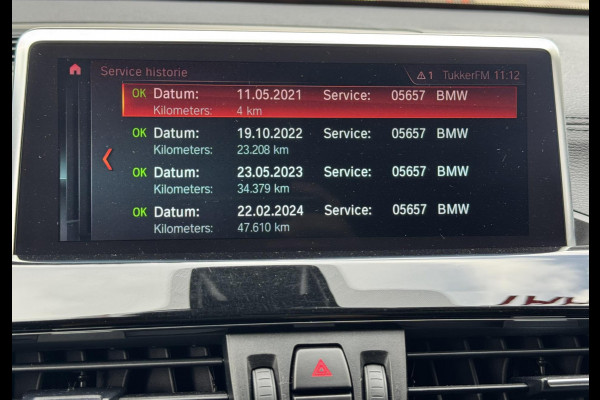 Service historie
⚠ 1 TukkerFM 11:12
OK Datum: 11.05.2021 Service: 05657 BMW
Kilometers: 4 km
OK Datum: 19.10.2022 Service: 05657 BMW
Kilometers: 23.208 km
OK Datum: 23.05.2023 Service: 05657 BMW
Kilometers: 34.379 km
OK Datum: 22.02.2024 Service: 05657 BMW
Kilometers: 47.610 km